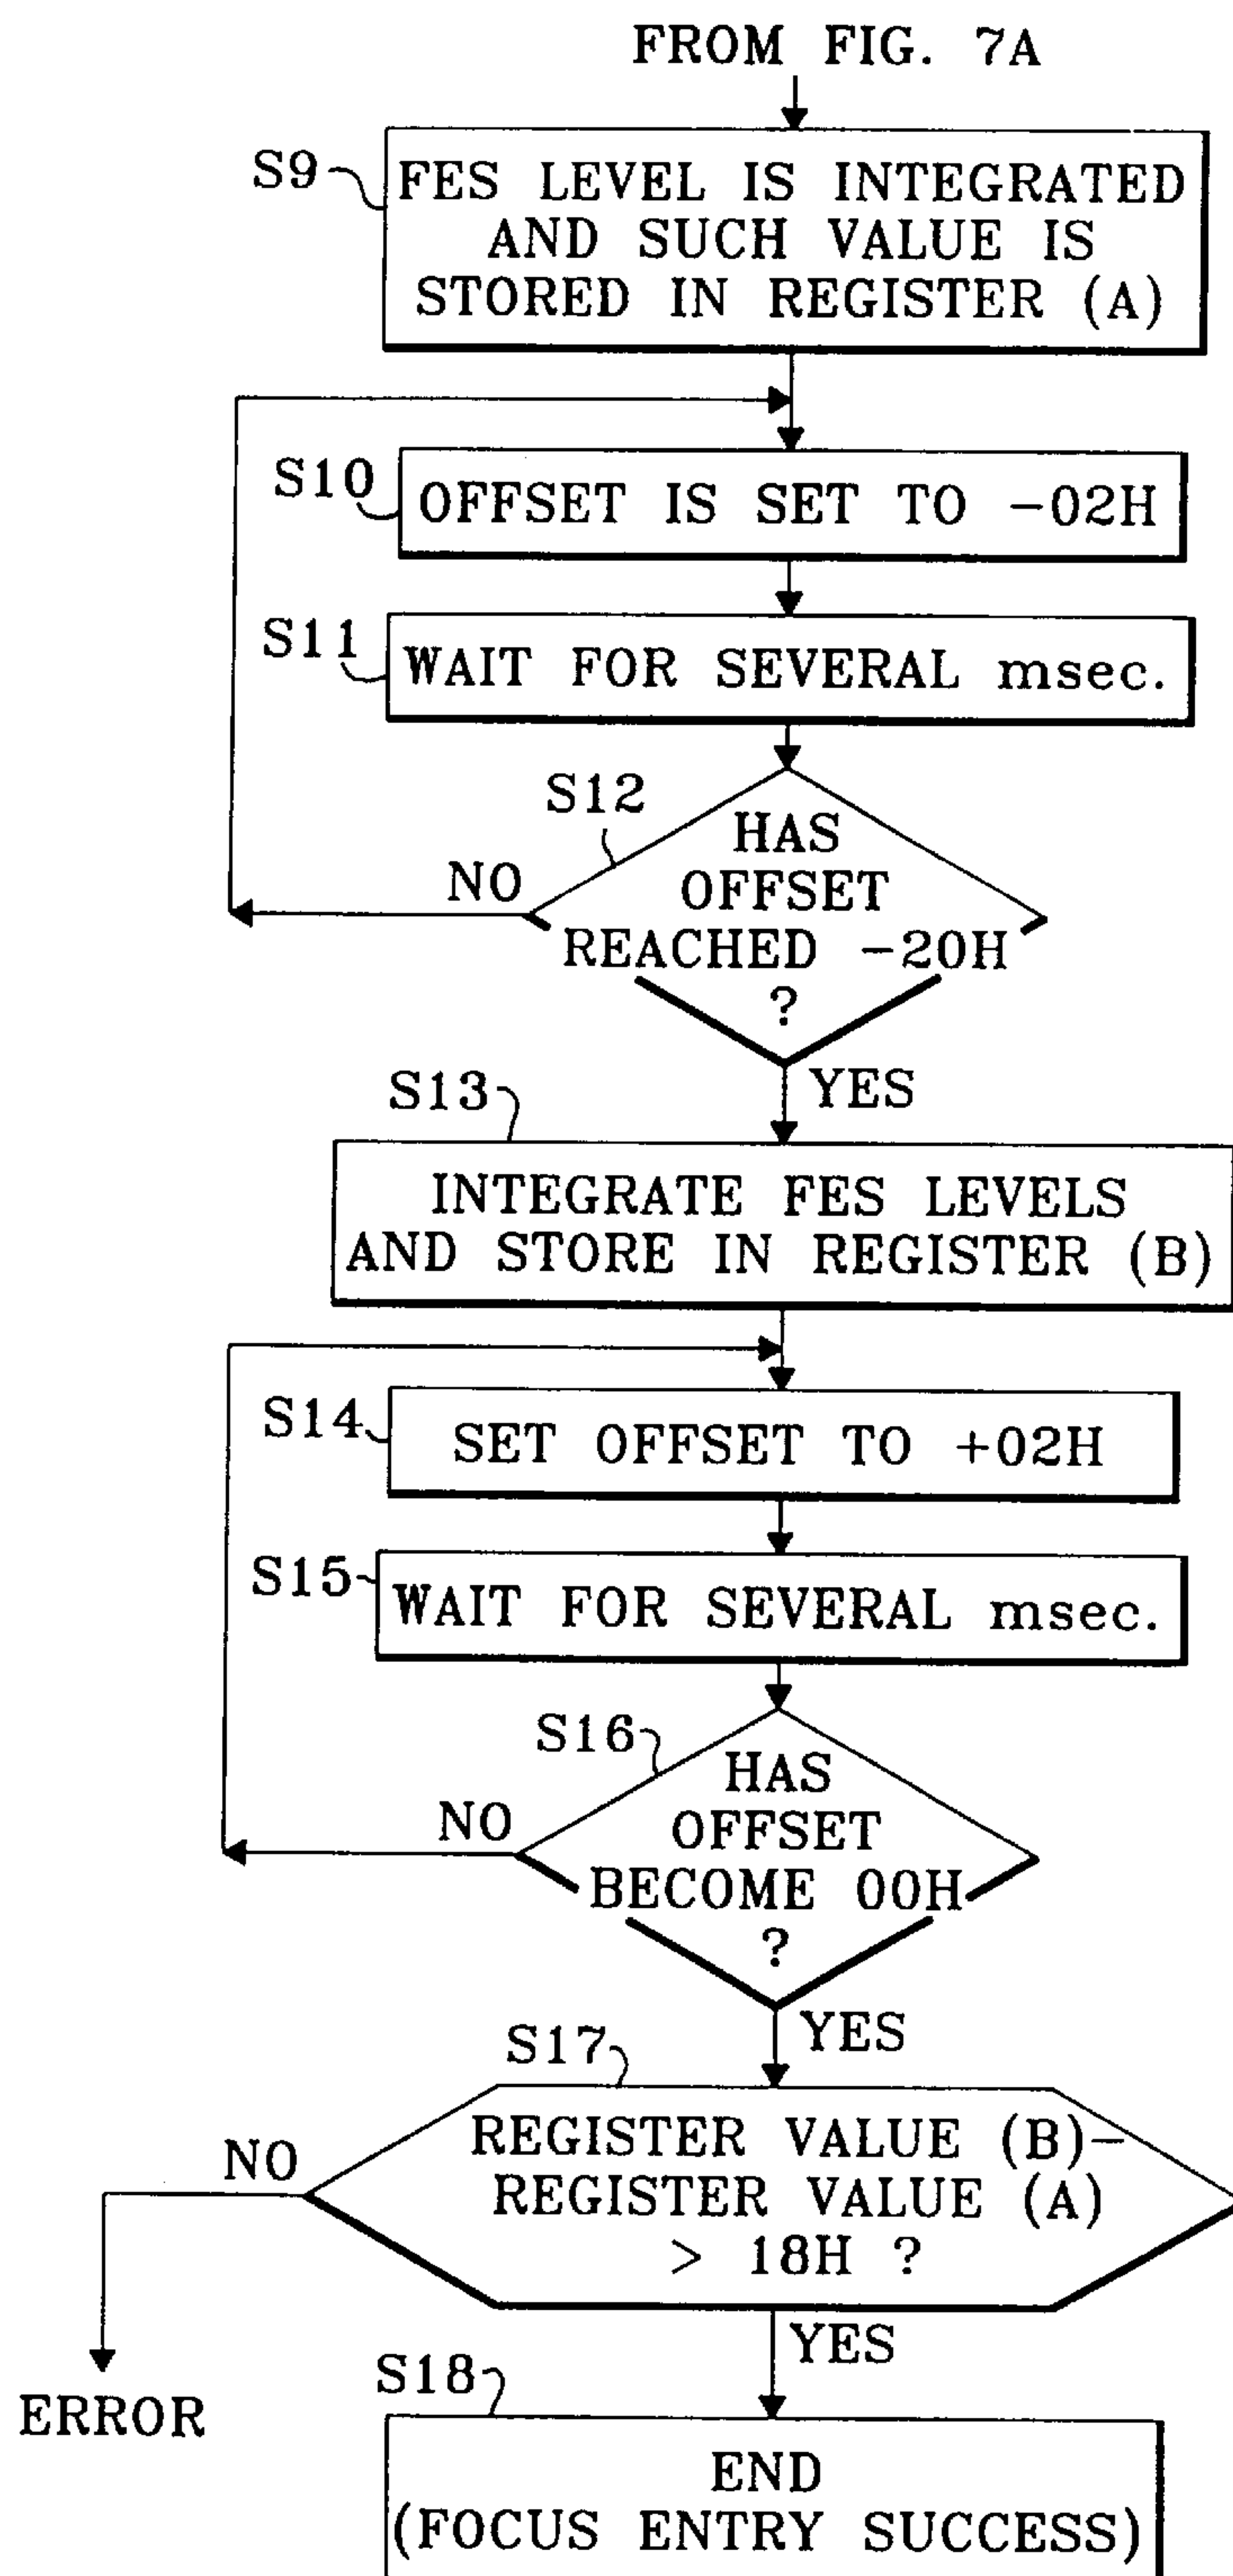 FROM FIG. 7A
S9
FES LEVEL IS INTEGRATED
AND SUCH VALUE IS
STORED IN REGISTER (A)
S10
OFFSET IS SET TO -02H
S11
WAIT FOR SEVERAL msec.
S12
HAS
OFFSET
REACHED -20H
?
NO
YES
S13
INTEGRATE FES LEVELS
AND STORE IN REGISTER (B)
S14
SET OFFSET TO +02H
S15
WAIT FOR SEVERAL msec.
S16
HAS
OFFSET
BECOME 00H
?
NO
YES
S17
REGISTER VALUE (B)-
REGISTER VALUE (A)
> 18H ?
NO
YES
ERROR
S18
END
(FOCUS ENTRY SUCCESS)